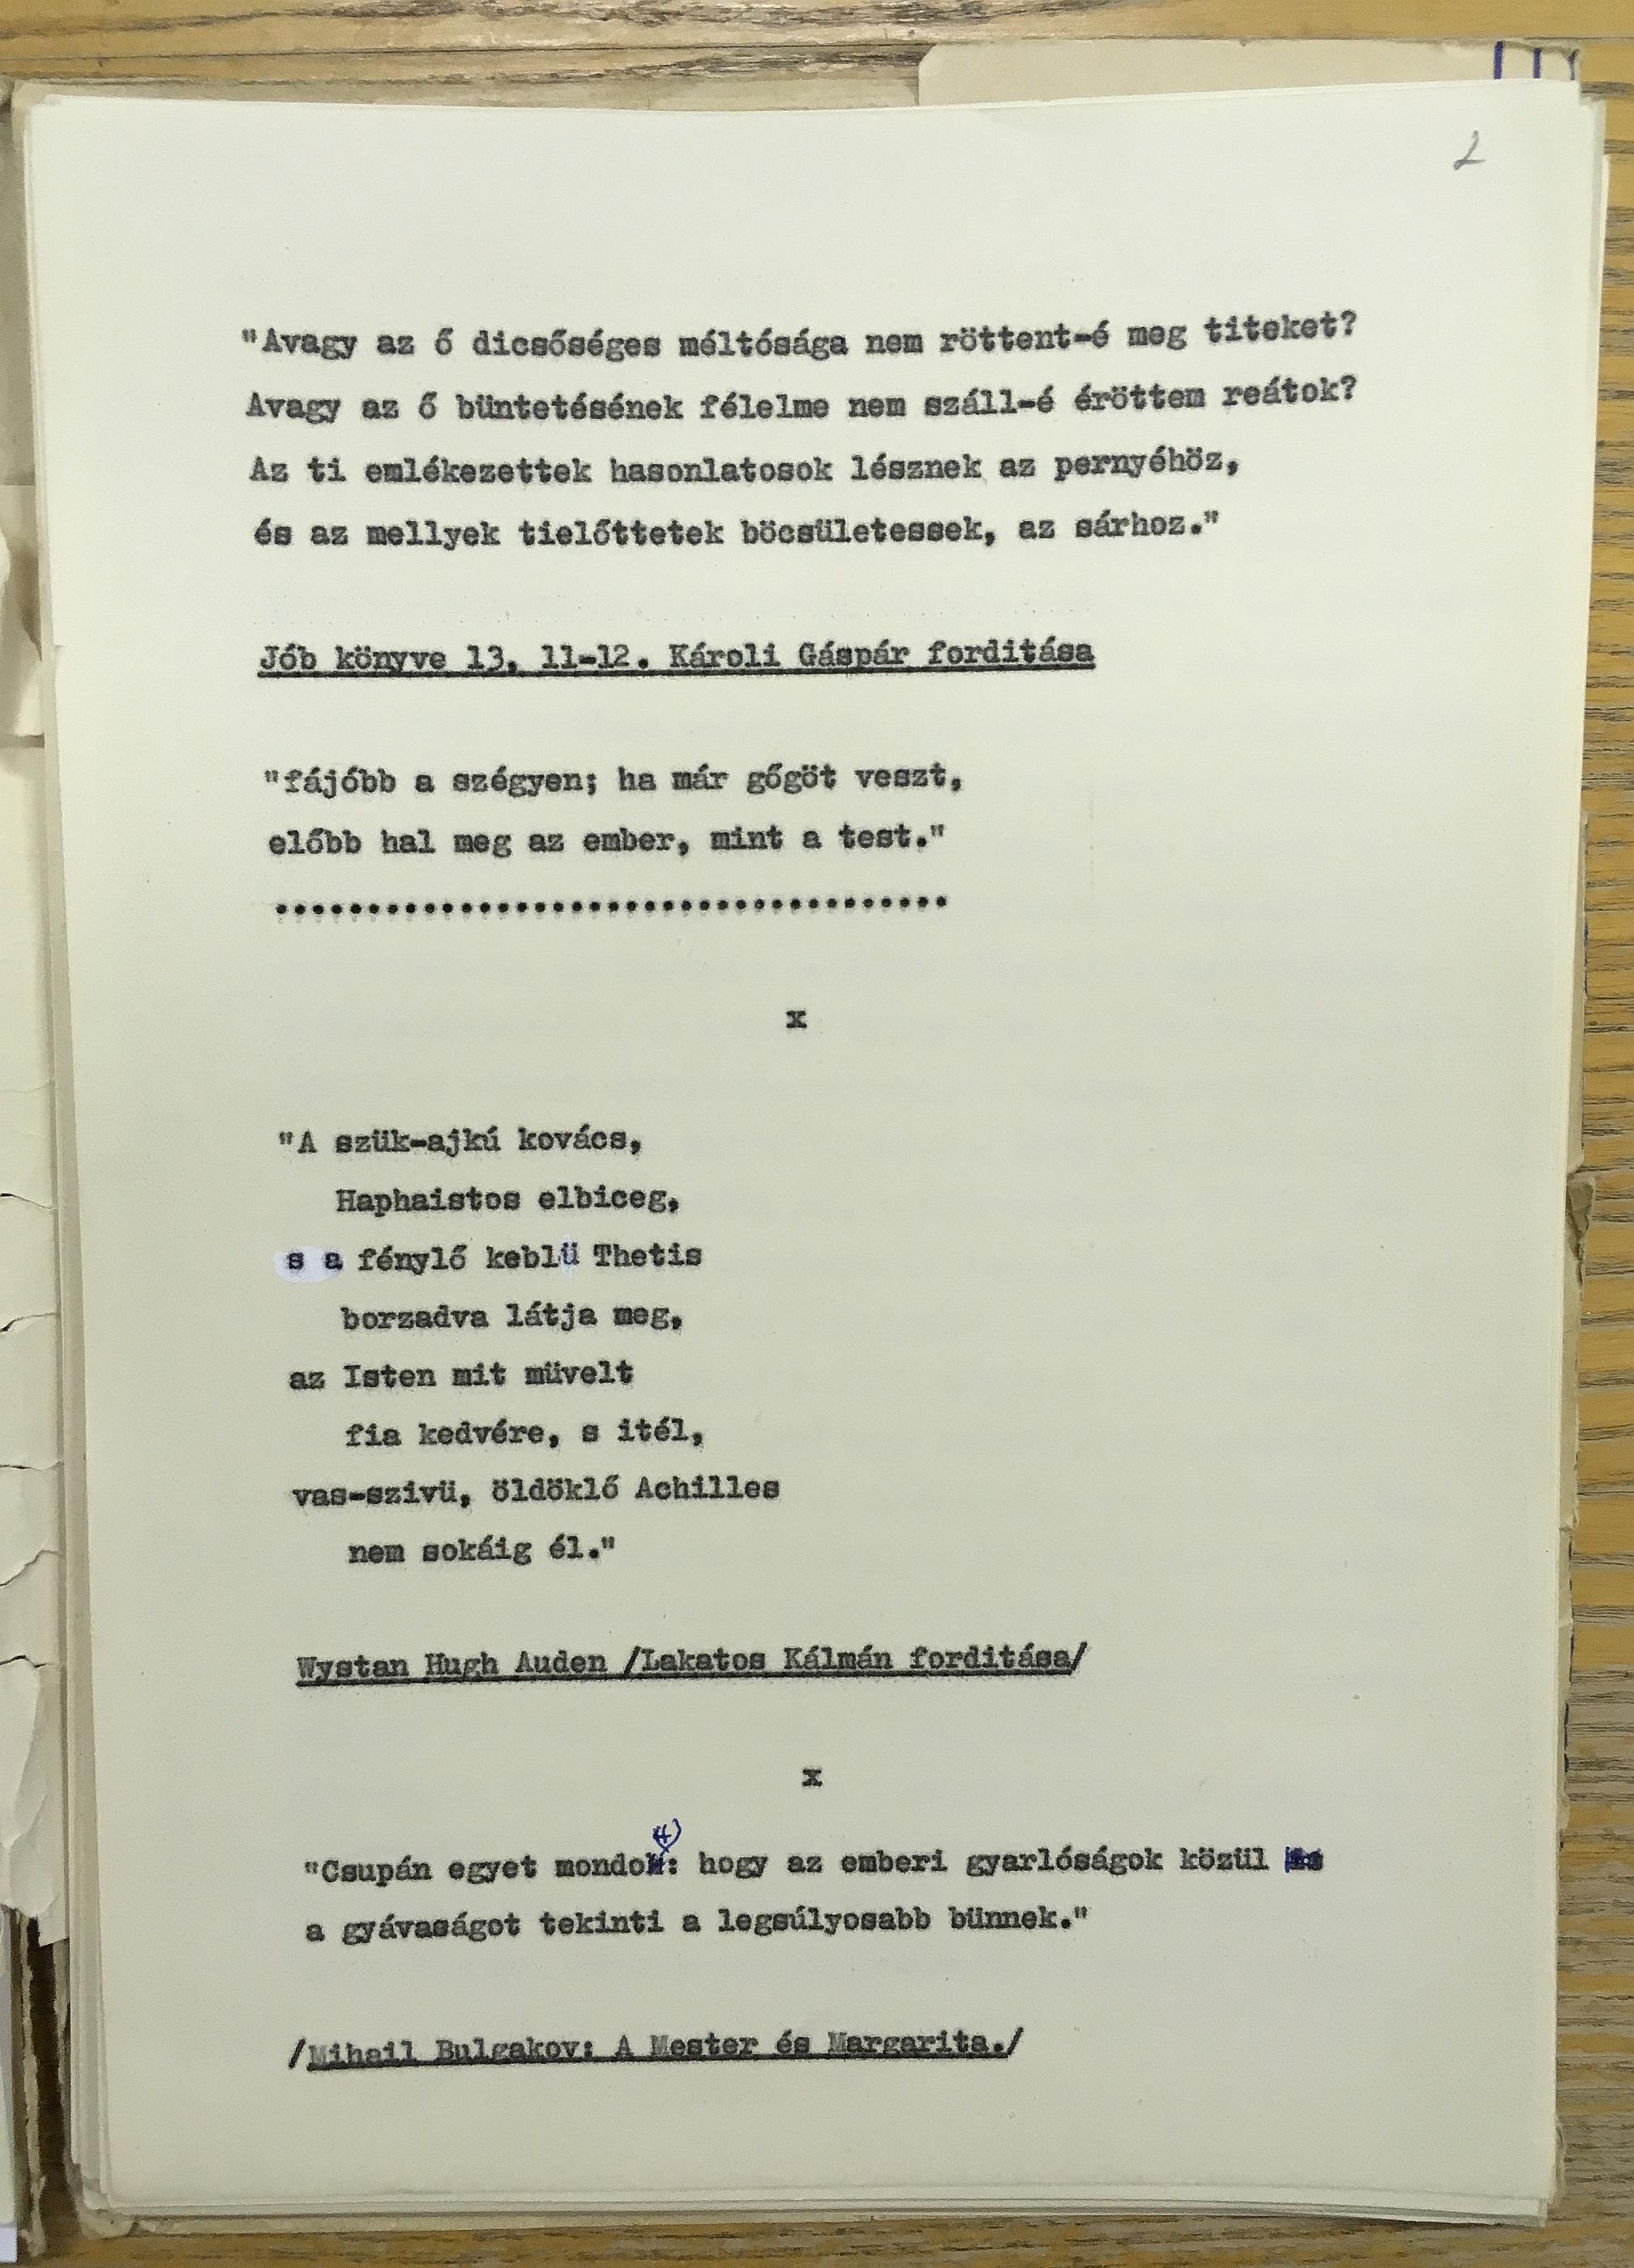 2
"Avagy az ő dicsőséges méltósága nem röttent-é meg titeket?
Avagy az ő büntetésének félelme nem száll-é éröttem reátok?
Az ti emlékezettek hasonlatosok lésznek az pernyéhöz,
és az mellyek tielőttetek böcsületessek, az sárhoz."
Jób könyve 13, 11-12. Károli Gáspár forditása
"fájóbb a szégyen; ha már gőgöt veszt,
előbb hal meg az ember, mint a test."
.....................................
x
"A szük-ajkú kovács,
Haphaistos elbiceg,
s a fénylő keblü Thetis
borzadva látja meg,
az Isten mit müvelt
fia kedvére, s itél,
vas-szivü, öldöklő Achilles
nem sokáig él."
Wystan Hugh Auden /Lakatos Kálmán forditása/
x
"Csupán egyet mondott: hogy az emberi gyarlóságok közül
a gyávaságot tekinti a legsúlyosabb bünnek."
/Mihail Bulgakov: A Mester és Margarita./